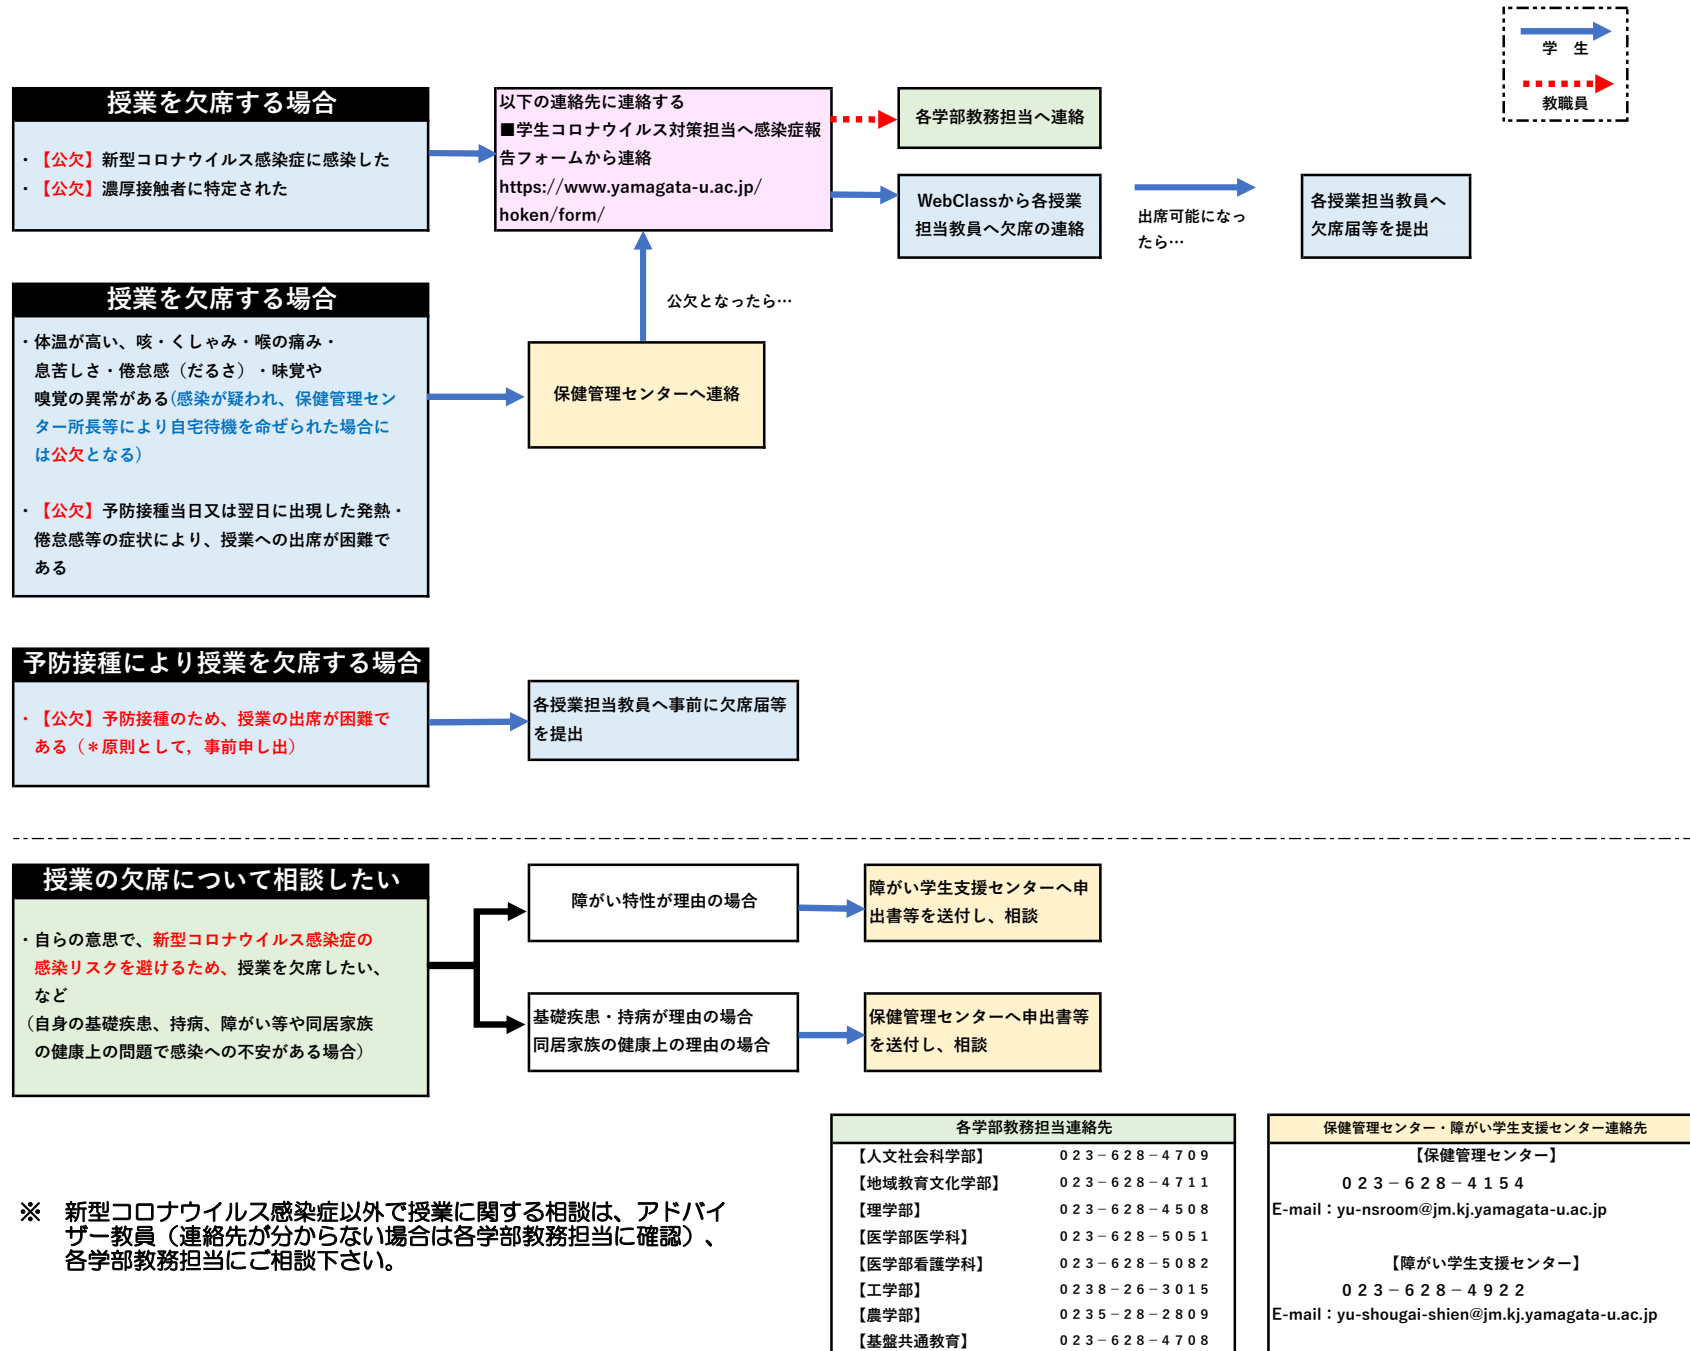 学　生
教職員
授業を欠席する場合
・【公欠】新型コロナウイルス感染症に感染した
・【公欠】濃厚接触者に特定された
以下の連絡先に連絡する
■学生コロナウイルス対策担当へ感染症報
告フォームから連絡
https://www.yamagata-u.ac.jp/
hoken/form/
各学部教務担当へ連絡
WebClassから各授業
担当教員へ欠席の連絡
出席可能になっ
たら…
各授業担当教員へ
欠席届等を提出
授業を欠席する場合
・体温が高い、咳・くしゃみ・喉の痛み・
息苦しさ・倦怠感（だるさ）・味覚や
嗅覚の異常がある(感染が疑われ、保健管理セン
ター所長等により自宅待機を命ぜられた場合に
は公欠となる）
・【公欠】予防接種当日又は翌日に出現した発熱・
倦怠感等の症状により、授業への出席が困難で
ある
公欠となったら…
保健管理センターへ連絡
予防接種により授業を欠席する場合
・【公欠】予防接種のため、授業の出席が困難で
ある（＊原則として，事前申し出）
各授業担当教員へ事前に欠席届等
を提出
授業の欠席について相談したい
・自らの意思で、新型コロナウイルス感染症の
感染リスクを避けるため、授業を欠席したい、
など
（自身の基礎疾患、持病、障がい等や同居家族
の健康上の問題で感染への不安がある場合）
障がい特性が理由の場合
障がい学生支援センターへ申
出書等を送付し、相談
基礎疾患・持病が理由の場合
同居家族の健康上の理由の場合
保健管理センターへ申出書等
を送付し、相談
※　新型コロナウイルス感染症以外で授業に関する相談は、アドバイ
ザー教員（連絡先が分からない場合は各学部教務担当に確認）、
各学部教務担当にご相談下さい。
各学部教務担当連絡先
【人文社会科学部】　０２３－６２８－４７０９
【地域教育文化学部】　０２３－６２８－４７１１
【理学部】　０２３－６２８－４５０８
【医学部医学科】　０２３－６２８－５０５１
【医学部看護学科】　０２３－６２８－５０８２
【工学部】　０２３８－２６－３０１５
【農学部】　０２３５－２８－２８０９
【基盤共通教育】　０２３－６２８－４７０８
保健管理センター・障がい学生支援センター連絡先
【保健管理センター】
０２３－６２８－４１５４
E-mail：yu-nsroom@jm.kj.yamagata-u.ac.jp
【障がい学生支援センター】
０２３－６２８－４９２２
E-mail：yu-shougai-shien@jm.kj.yamagata-u.ac.jp